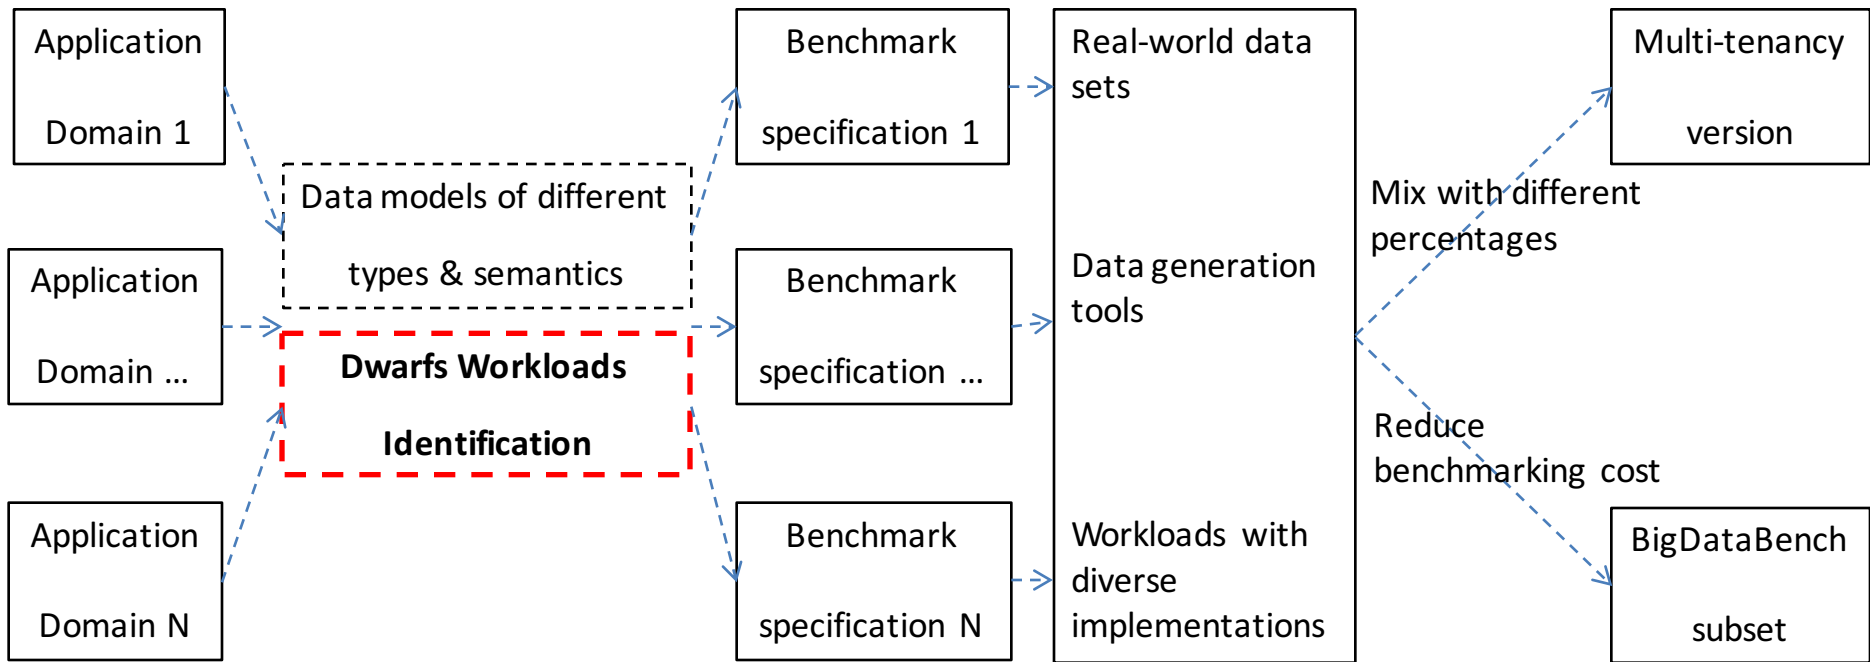 Application
Domain 1
Application
Domain ...
Application
Domain N
Data models of different
types & semantics
Dwarfs Workloads
Identification
Benchmark
specification 1
Benchmark
specification ...
Benchmark
specification N
Real-world data
sets
Data generation
tools
Workloads with
diverse
implementations
Mix with different
percentages
Reduce
benchmarking cost
Multi-tenancy
version
BigDataBench
subset